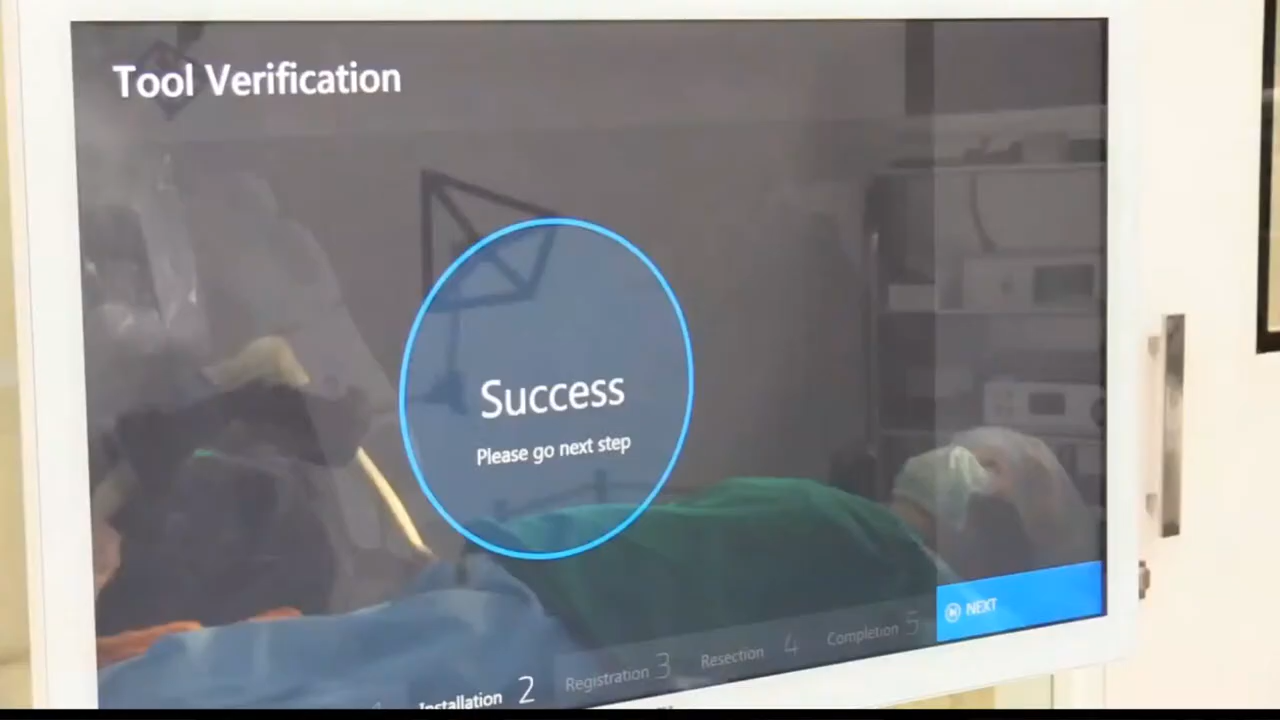 Tool Verification
Success
Please go next step
NEXT
Installation 2
Registration 3
Resection 4
Completion 5